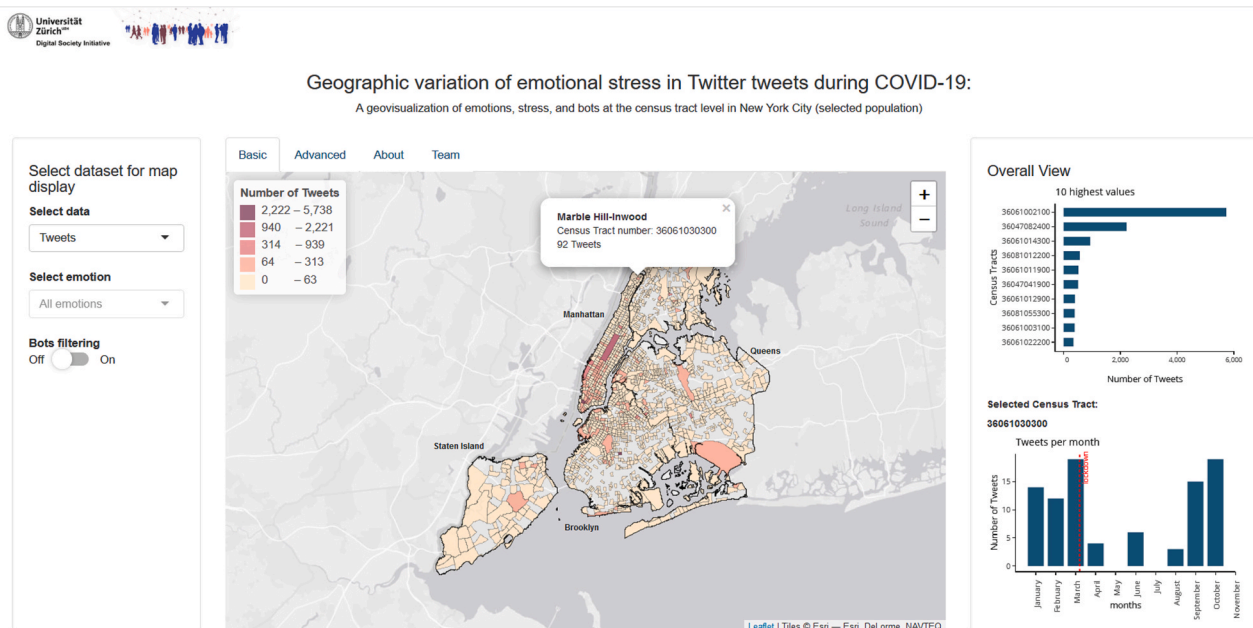 Universität
Zürich UZH
Digital Society Initiative
Geographic variation of emotional stress in Twitter tweets during COVID-19:
A geovisualization of emotions, stress, and bots at the census tract level in New York City (selected population)
Select dataset for map
display
Select data
Tweets
Select emotion
All emotions
Bots filtering
Off On
Basic Advanced About Team
Number of Tweets
2,222 – 5,738
940 – 2,221
314 – 939
64 – 313
0 – 63
Marble Hill-Inwood
Census Tract number: 36061030300
92 Tweets
×
+
−
Long Island
Sound
Manhattan
Queens
Staten Island
Brooklyn
Leaflet | Tiles © Esri — Esri, DeLorme, NAVTEQ
Overall View
10 highest values
Census Tracts
36061002100
36047082400
36061014300
36081012200
36061011900
36047041900
36061012900
36081055300
36061003100
36061022200
0 2,000 4,000 6,000
Number of Tweets
Selected Census Tract:
36061030300
Tweets per month
lockdown
Number of Tweets
15
10
5
0
January
February
March
April
May
June
July
August
September
October
November
months